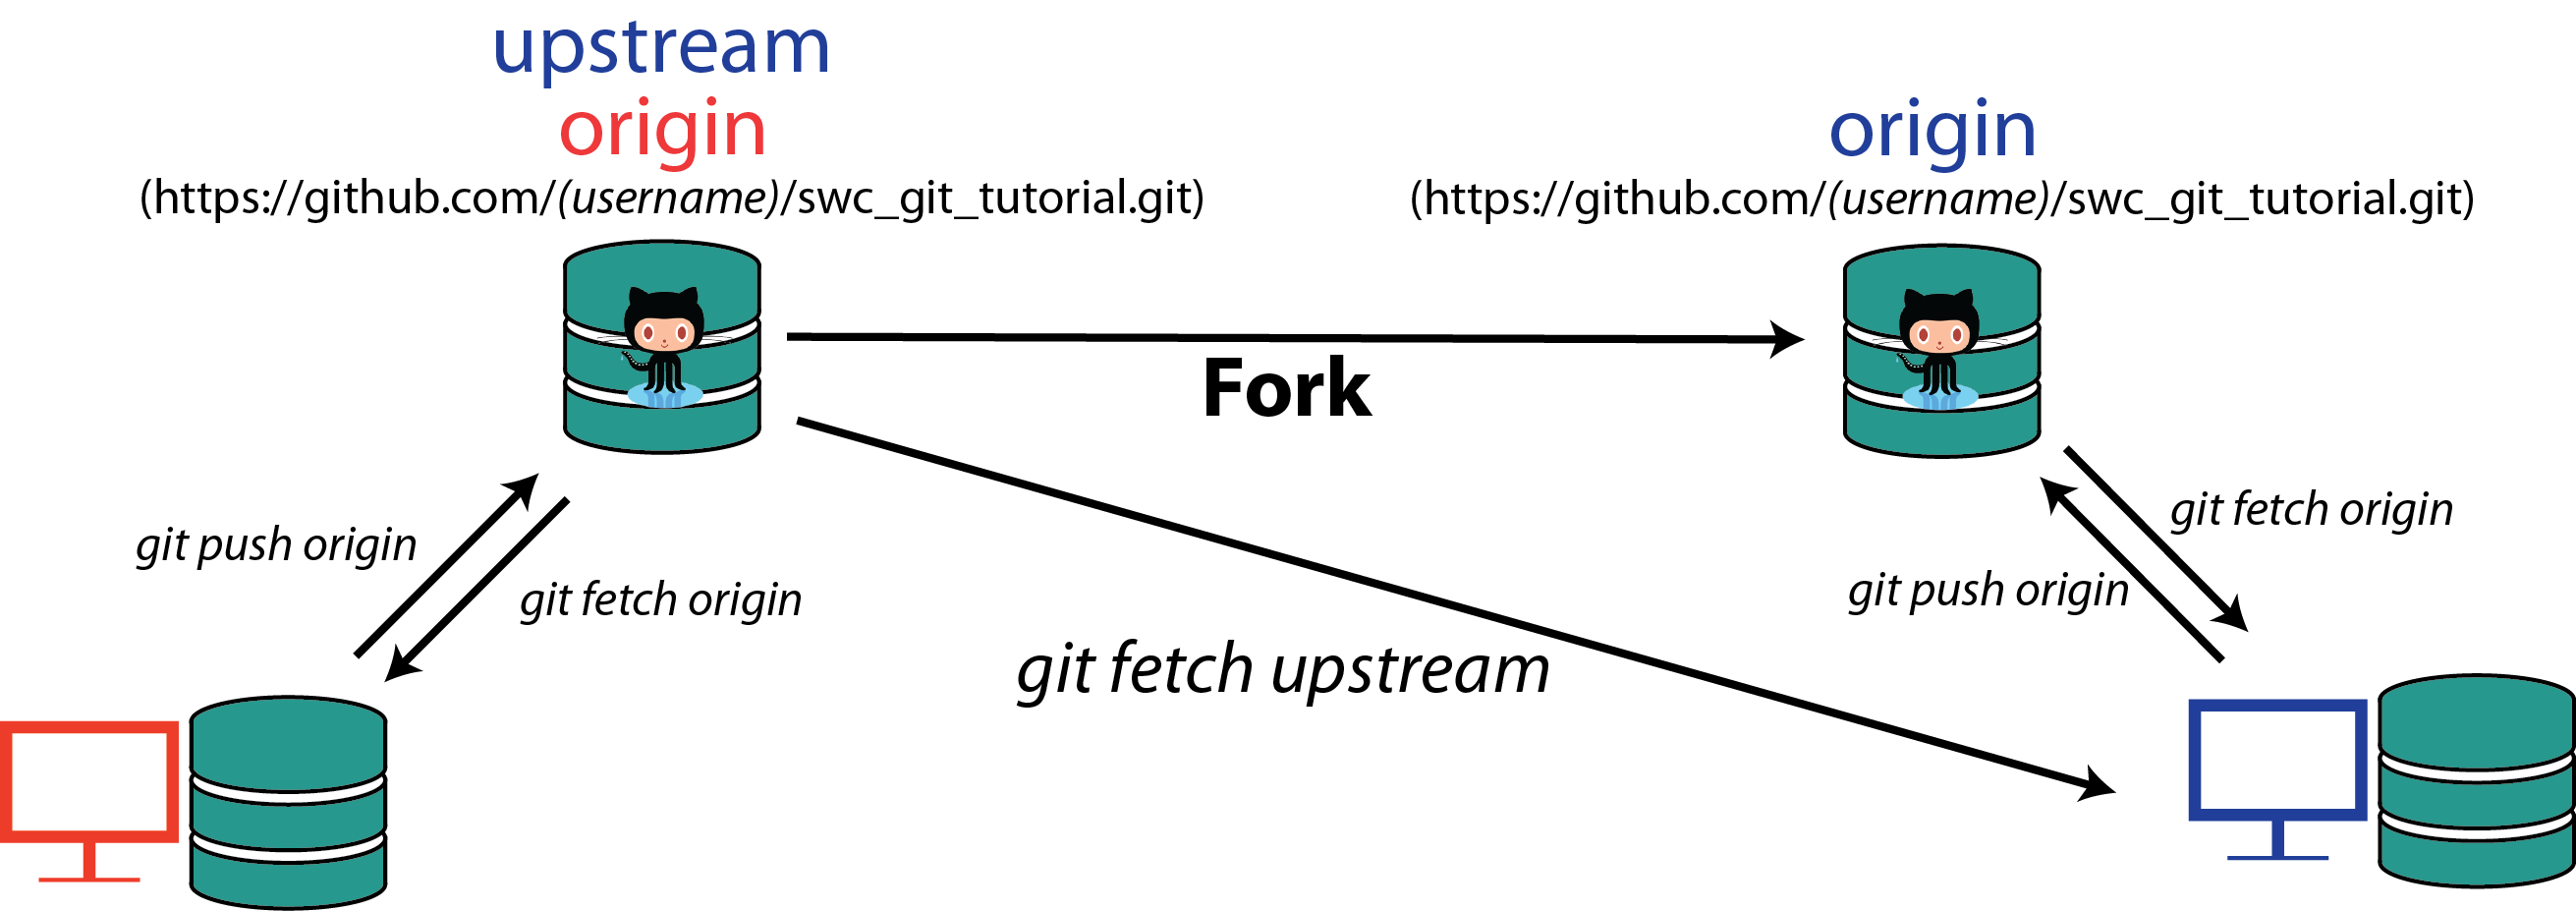 upstream
origin
(https://github.com/(username)/swc_git_tutorial.git)
origin
(https://github.com/(username)/swc_git_tutorial.git)
Fork
git push origin
git fetch origin
git fetch upstream
git fetch origin
git push origin